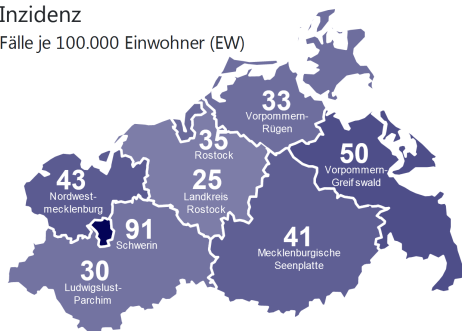 Inzidenz
Fälle je 100.000 Einwohner (EW)
33
Vorpommern-
Rügen
35
Rostock
50
Vorpommern-
Greifswald
43
Nordwest-
mecklenburg
25
Landkreis
Rostock
91
Schwerin
41
Mecklenburgische
Seenplatte
30
Ludwigslust-
Parchim